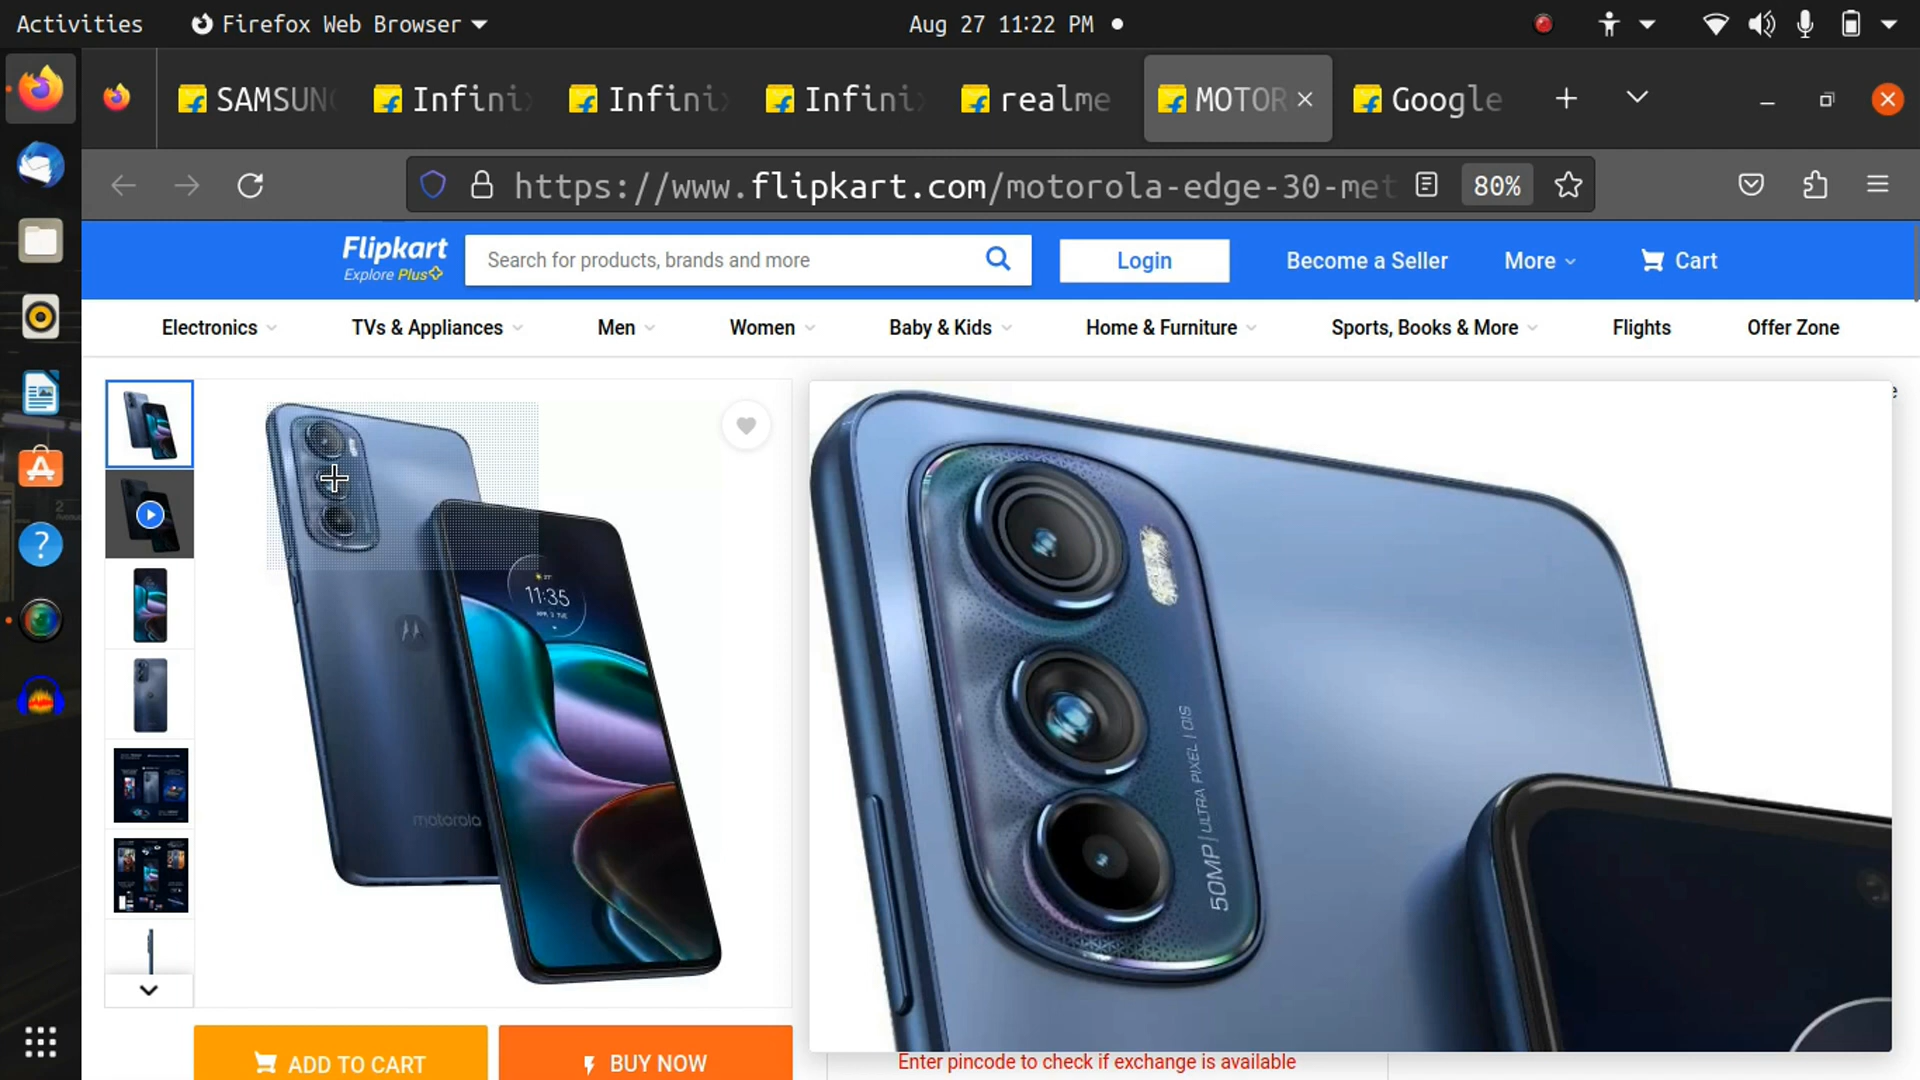 Activities Firefox Web Browser Aug 27 11:22 PM
SAMSUN Infini Infini Infini realme MOTOR Google
https://www.flipkart.com/motorola-edge-30-met 80%
Flipkart
Explore Plus
Search for products, brands and more
Login
Become a Seller
More
Cart
Electronics TVs & Appliances Men Women Baby & Kids Home & Furniture Sports, Books & More Flights Offer Zone
11:35
motorola
50MP | ULTRA PIXEL | OIS
ADD TO CART
BUY NOW
Enter pincode to check if exchange is available